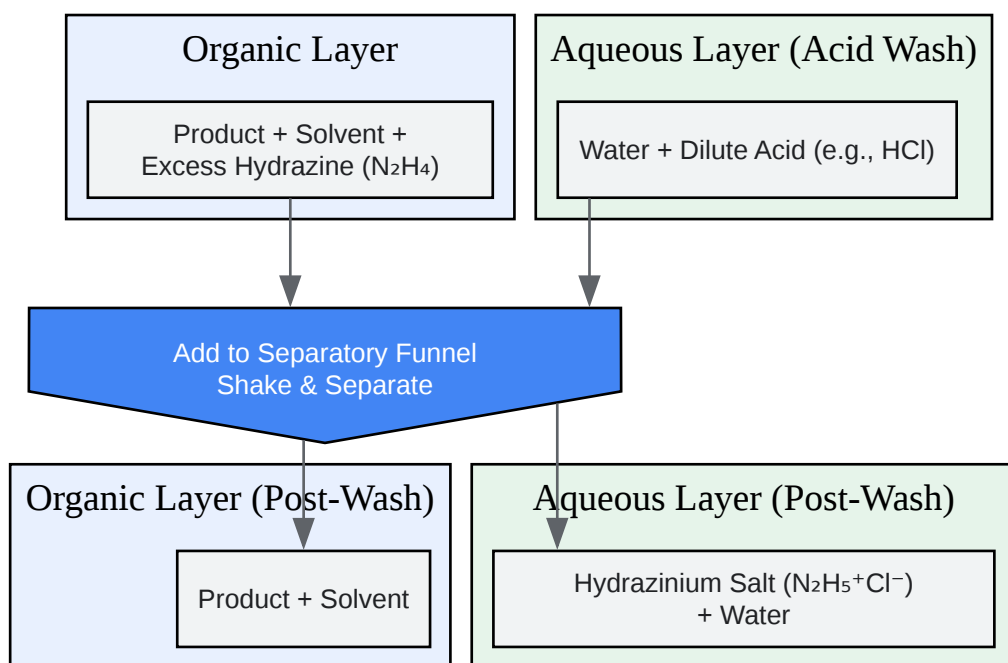 Organic Layer
Product + Solvent +
Excess Hydrazine (N₂H₄)
Aqueous Layer (Acid Wash)
Water + Dilute Acid (e.g., HCl)
Add to Separatory Funnel
Shake & Separate
Organic Layer (Post-Wash)
Product + Solvent
Aqueous Layer (Post-Wash)
Hydrazinium Salt (N₂H₅⁺Cl⁻)
+ Water